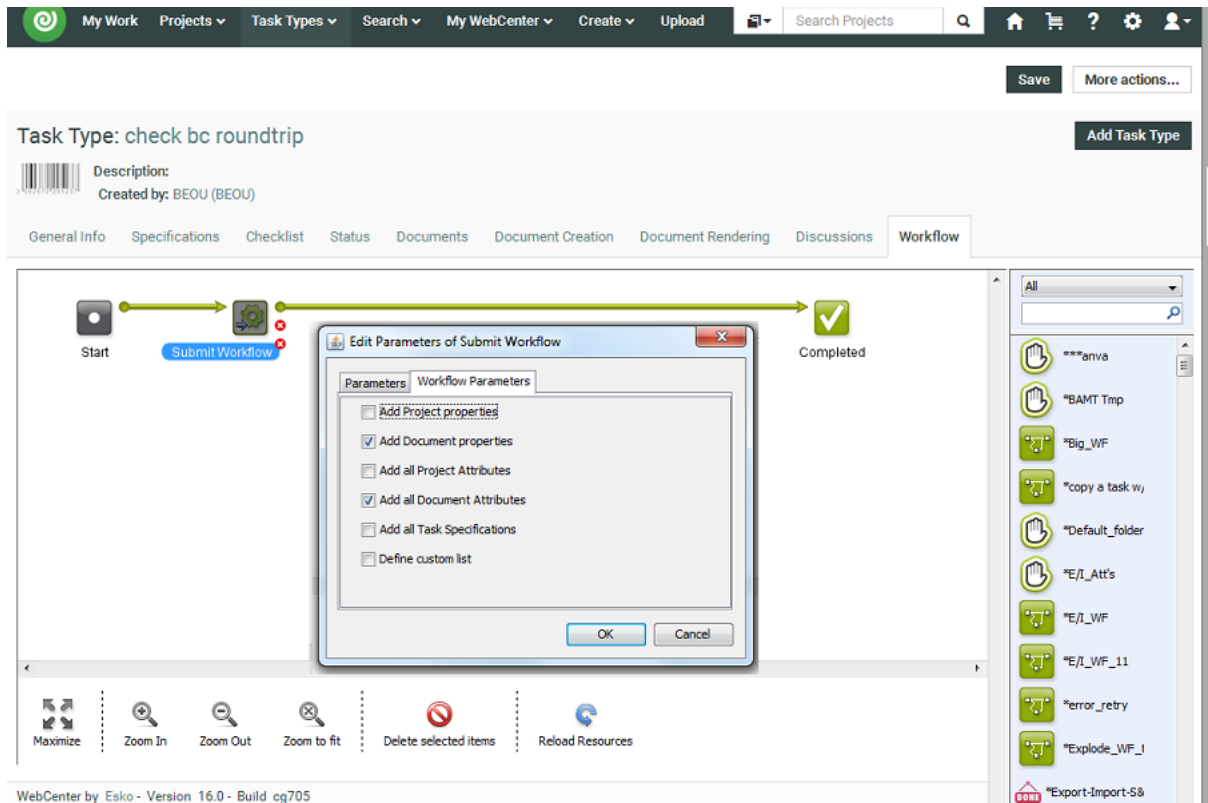 My Work Projects Task Types Search My WebCenter Create Upload Search Projects
Save More actions...
Task Type: check bc roundtrip
Add Task Type
Description:
Created by: BEOU (BEOU)
General Info Specifications Checklist Status Documents Document Creation Document Rendering Discussions Workflow
Start
Submit Workflow
Completed
Edit Parameters of Submit Workflow
Parameters Workflow Parameters
Add Project properties
Add Document properties
Add all Project Attributes
Add all Document Attributes
Add all Task Specifications
Define custom list
OK Cancel
All
***anva
*BAMT Tmp
*Big_WF
*copy a task w/
*Default_folder
*E/I_Att's
*E/I_WF
*E/I_WF_11
*error_retry
*Explode_WF_1
*Export-Import-S&
Maximize Zoom In Zoom Out Zoom to fit Delete selected items Reload Resources
WebCenter by Esko - Version 16.0 - Build cg705